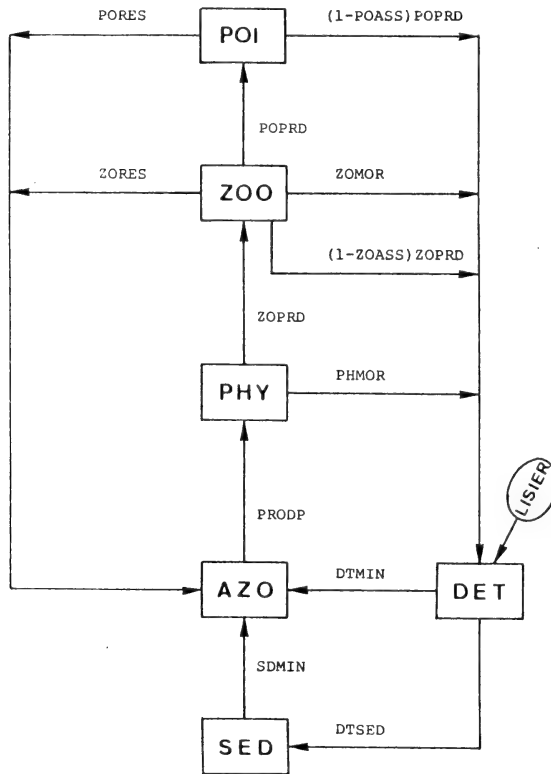 PORES
POI
(1-POASS)POPRD
POPRD
ZORES
ZOO
ZOMOR
(1-ZOASS)ZOPRD
ZOPRD
PHY
PHMOR
LISIER
PRODP
AZO
DTMIN
DET
SDMIN
SED
DTSED